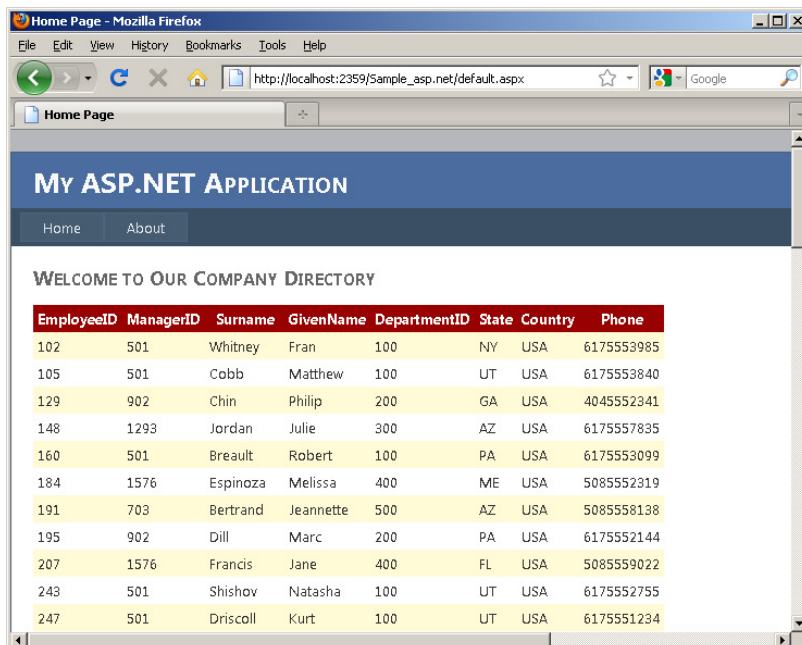 Home Page - Mozilla Firefox
File Edit View History Bookmarks Tools Help
http://localhost:2359/Sample_asp.net/default.aspx
Google
Home Page
MY ASP.NET APPLICATION
Home About
WELCOME TO OUR COMPANY DIRECTORY
EmployeeID ManagerID Surname GivenName DepartmentID State Country Phone
102 501 Whitney Fran 100 NY USA 6175553985
105 501 Cobb Matthew 100 UT USA 6175553840
129 902 Chin Philip 200 GA USA 4045552341
148 1293 Jordan Julie 300 AZ USA 6175557835
160 501 Breault Robert 100 PA USA 6175553099
184 1576 Espinoza Melissa 400 ME USA 5085552319
191 703 Bertrand Jeannette 500 AZ USA 5085558138
195 902 Dill Marc 200 PA USA 6175552144
207 1576 Francis Jane 400 FL USA 5085559022
243 501 Shishov Natasha 100 UT USA 6175552755
247 501 Driscoll Kurt 100 UT USA 6175551234